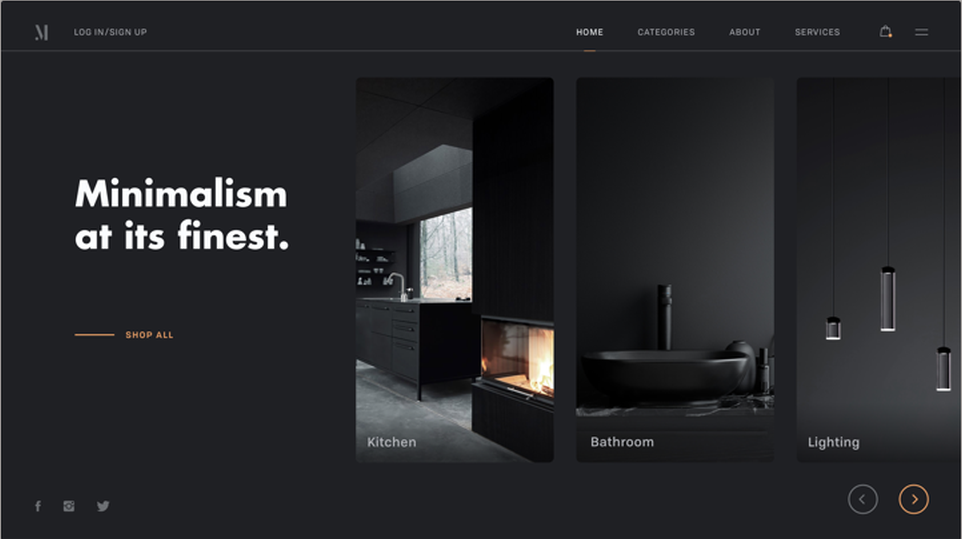 M
LOG IN/SIGN UP
HOME
CATEGORIES
ABOUT
SERVICES
Minimalism
at its finest.
SHOP ALL
Kitchen
Bathroom
Lighting